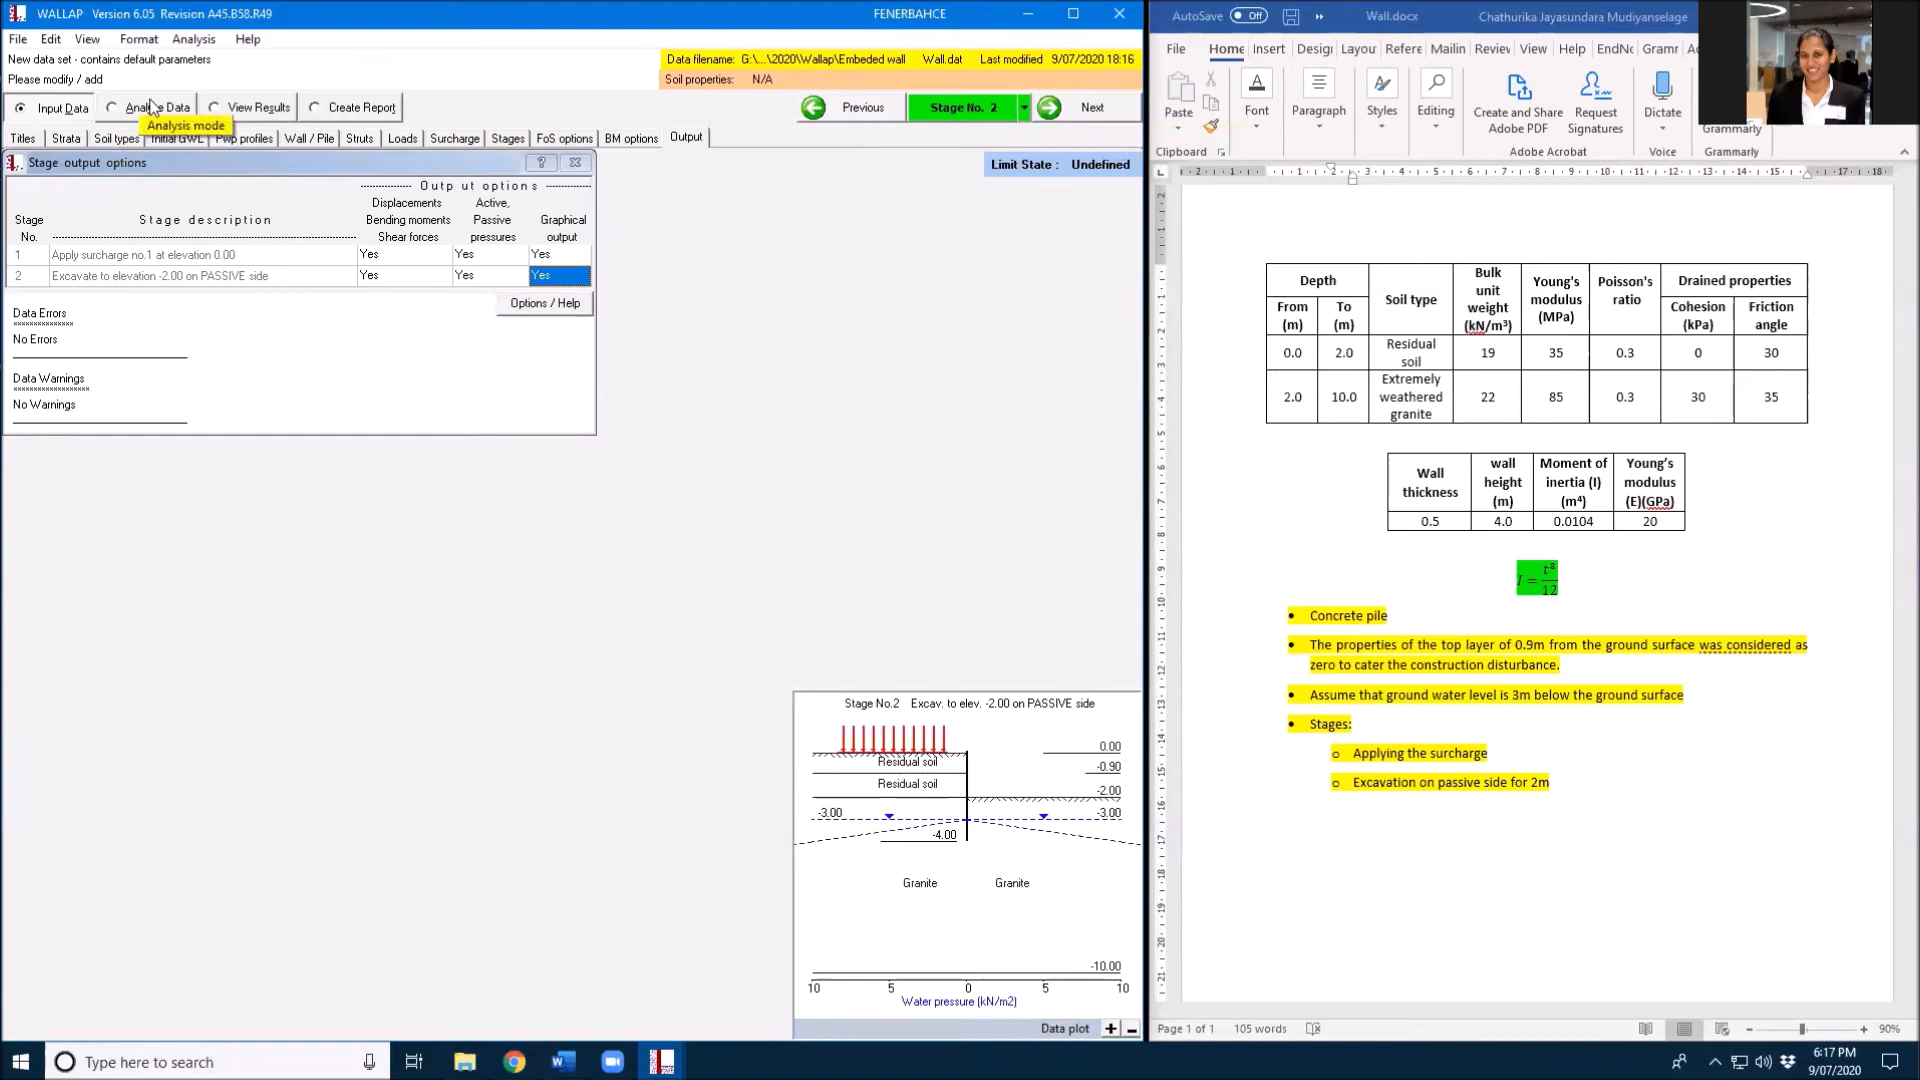 WALLAP Version 6.05 Revision A45.B58.R49 FENERBAHCE
File Edit View Format Analysis Help
New data set - contains default parameters
Please modify / add
Data filename: G:\...\2020\Wallap\Embeded wall Wall.dat Last modified 9/07/2020 18:16
Soil properties: N/A
Input Data Analyse Data View Results Create Report
Previous Stage No. 2 Next
Analysis mode
Titles Strata Soil types Initial GWL Pwp profiles Wall / Pile Struts Loads Surcharge Stages FoS options BM options Output
Stage output options ?
Limit State : Undefined
Output options
Displacements Active,
Stage Stage description Bending moments Passive Graphical
No. Shear forces pressures output
1 Apply surcharge no.1 at elevation 0.00 Yes Yes Yes
2 Excavate to elevation -2.00 on PASSIVE side Yes Yes Yes
Options / Help
Data Errors
No Errors
Data Warnings
No Warnings
Stage No.2 Excav. to elev. -2.00 on PASSIVE side
0.00
Residual soil
-0.90
Residual soil
-2.00
-3.00 -3.00
-4.00
Granite Granite
-10.00
10 5 0 5 10
Water pressure (kN/m2)
Data plot + -
AutoSave Off Wall.docx Chathurika Jayasundara Mudiyanselage
File Home Insert Desig Layou Refere Mailin Review View Help EndNo Gramr Ac
Paste Font Paragraph Styles Editing Create and Share Adobe PDF Request Signatures Dictate Grammarly
Clipboard Adobe Acrobat Voice Grammarly
Depth Soil type Bulk unit weight (kN/m³) Young's modulus (MPa) Poisson's ratio Drained properties
From (m) To (m) Cohesion (kPa) Friction angle
0.0 2.0 Residual soil 19 35 0.3 0 30
2.0 10.0 Extremely weathered granite 22 85 0.3 30 35
Wall thickness wall height (m) Moment of inertia (I) (m⁴) Young's modulus (E)(GPa)
0.5 4.0 0.0104 20
I = t³/12
• Concrete pile
• The properties of the top layer of 0.9m from the ground surface was considered as
zero to cater the construction disturbance.
• Assume that ground water level is 3m below the ground surface
• Stages:
o Applying the surcharge
o Excavation on passive side for 2m
Page 1 of 1 105 words 90%
Type here to search
6:17 PM
9/07/2020